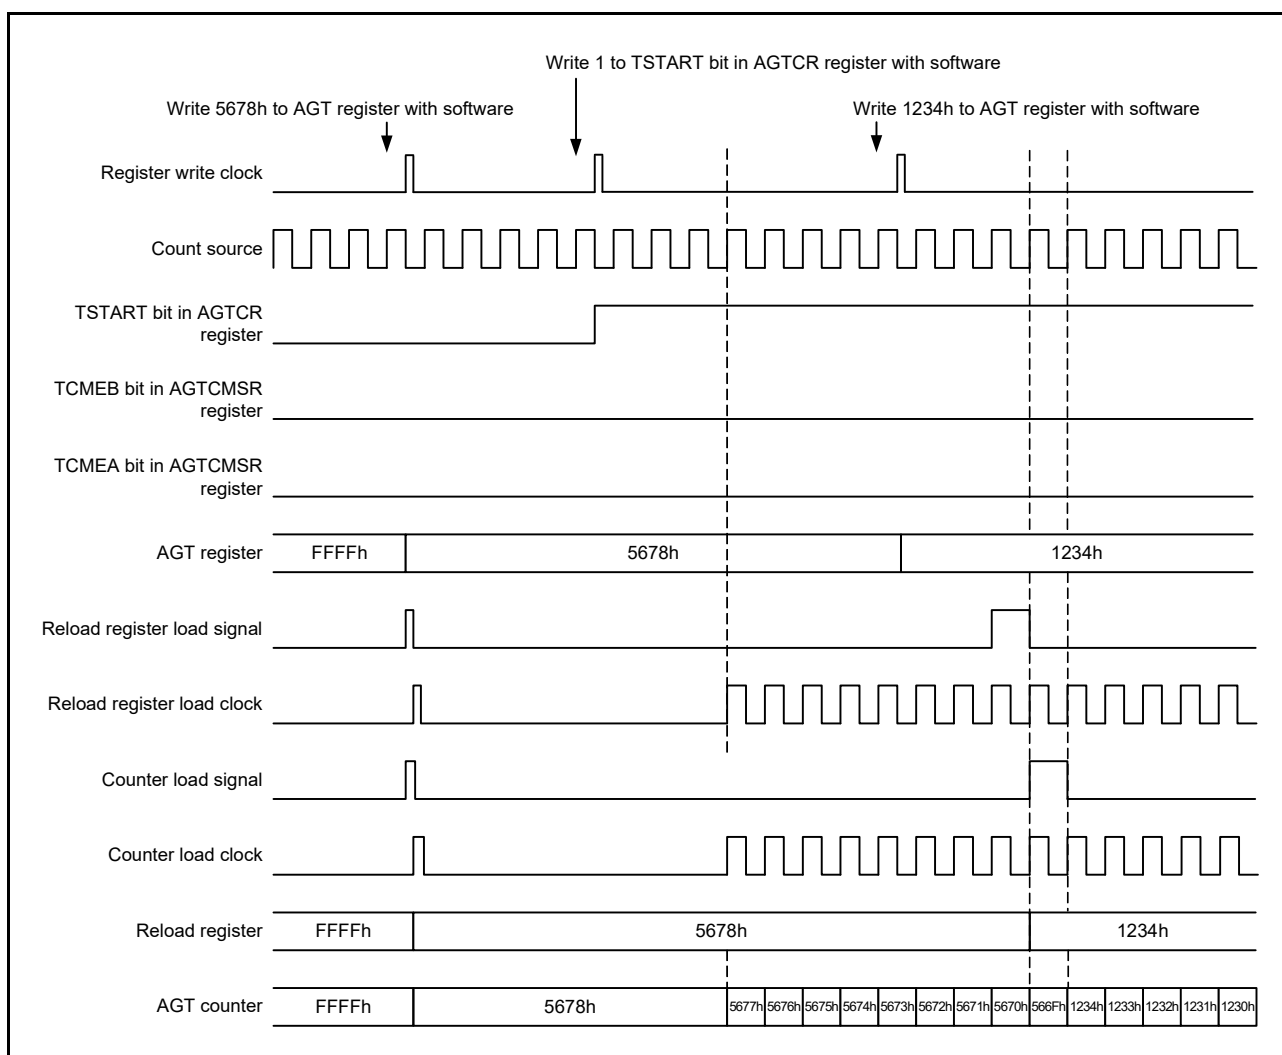 Write 1 to TSTART bit in AGTCR register with software
Write 5678h to AGT register with software
Write 1234h to AGT register with software
Register write clock
Count source
TSTART bit in AGTCR
register
TCMEB bit in AGTCMSR
register
TCMEA bit in AGTCMSR
register
AGT register FFFFh 5678h 1234h
Reload register load signal
Reload register load clock
Counter load signal
Counter load clock
Reload register FFFFh 5678h 1234h
AGT counter FFFFh 5678h 5677h 5676h 5675h 5674h 5673h 5672h 5671h 5670h 566Fh 1234h 1233h 1232h 1231h 1230h